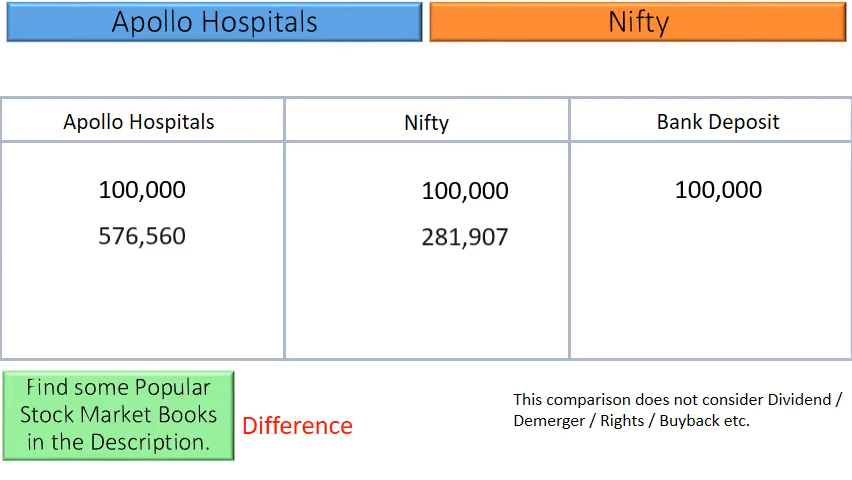 Apollo Hospitals
Nifty
Apollo Hospitals
Nifty
Bank Deposit
100,000
100,000
100,000
576,560
281,907
Find some Popular
Stock Market Books
in the Description.
Difference
This comparison does not consider Dividend /
Demerger / Rights / Buyback etc.